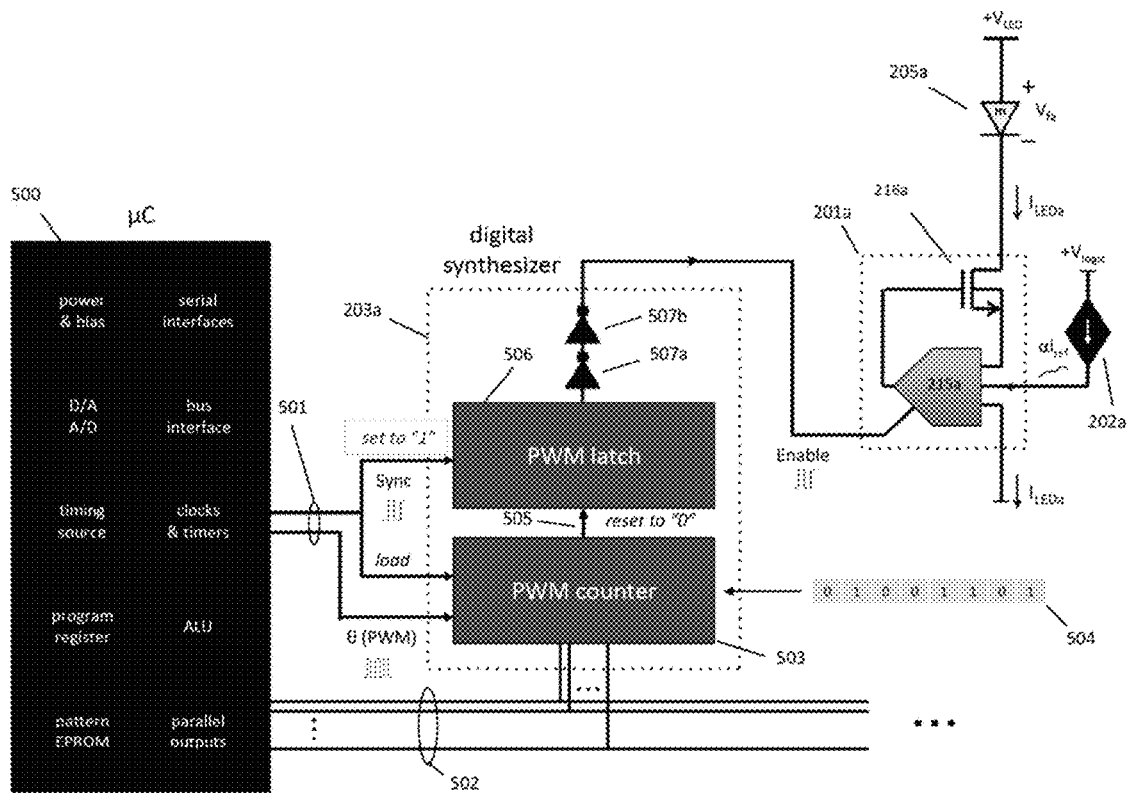 +V_LED
205a
+
V_fa
−
500
μC
216a
I_LEDa
201a
digital
synthesizer
+V_logic
power
& bias
serial
interfaces
203a
507b
507a
αI_ref
506
215a
202a
D/A
A/D
bus
interface
501
set to "1"
PWM latch
Enable
Sync
I_LEDa
timing
source
clocks
& timers
505
reset to "0"
load
PWM counter
0 1 0 0 1 1 0 1
504
program
register
ALU
θ (PWM)
503
...
pattern
EPROM
parallel
outputs
...
502